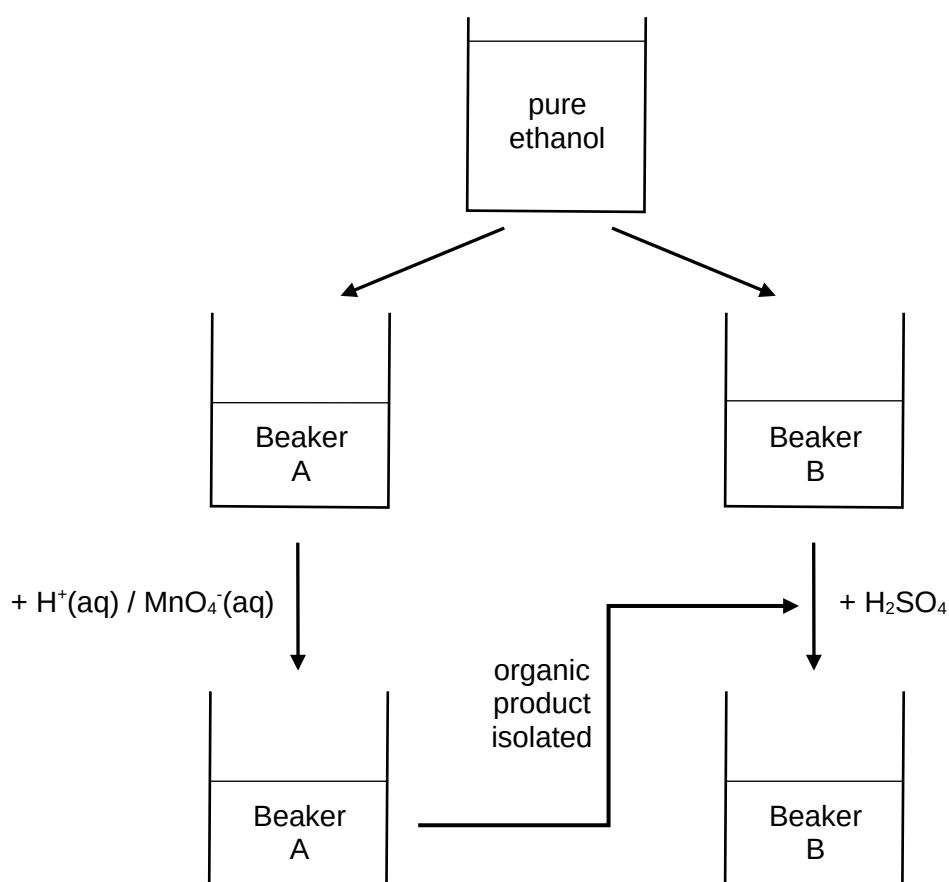 pure
ethanol
Beaker
A
Beaker
B
+ H⁺(aq) / MnO₄⁻(aq)
+ H₂SO₄
organic
product
isolated
Beaker
A
Beaker
B